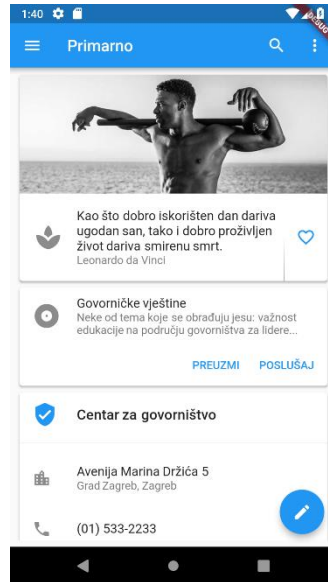 1:40
DEBUG
Primarno
Kao što dobro iskorišten dan dariva
ugodan san, tako i dobro proživljen
život dariva smirenu smrt.
Leonardo da Vinci
Govorničke vještine
Neke od tema koje se obrađuju jesu: važnost
edukacije na području govorništva za lidere...
PREUZMI POSLUŠAJ
Centar za govorništvo
Avenija Marina Držića 5
Grad Zagreb, Zagreb
(01) 533-2233